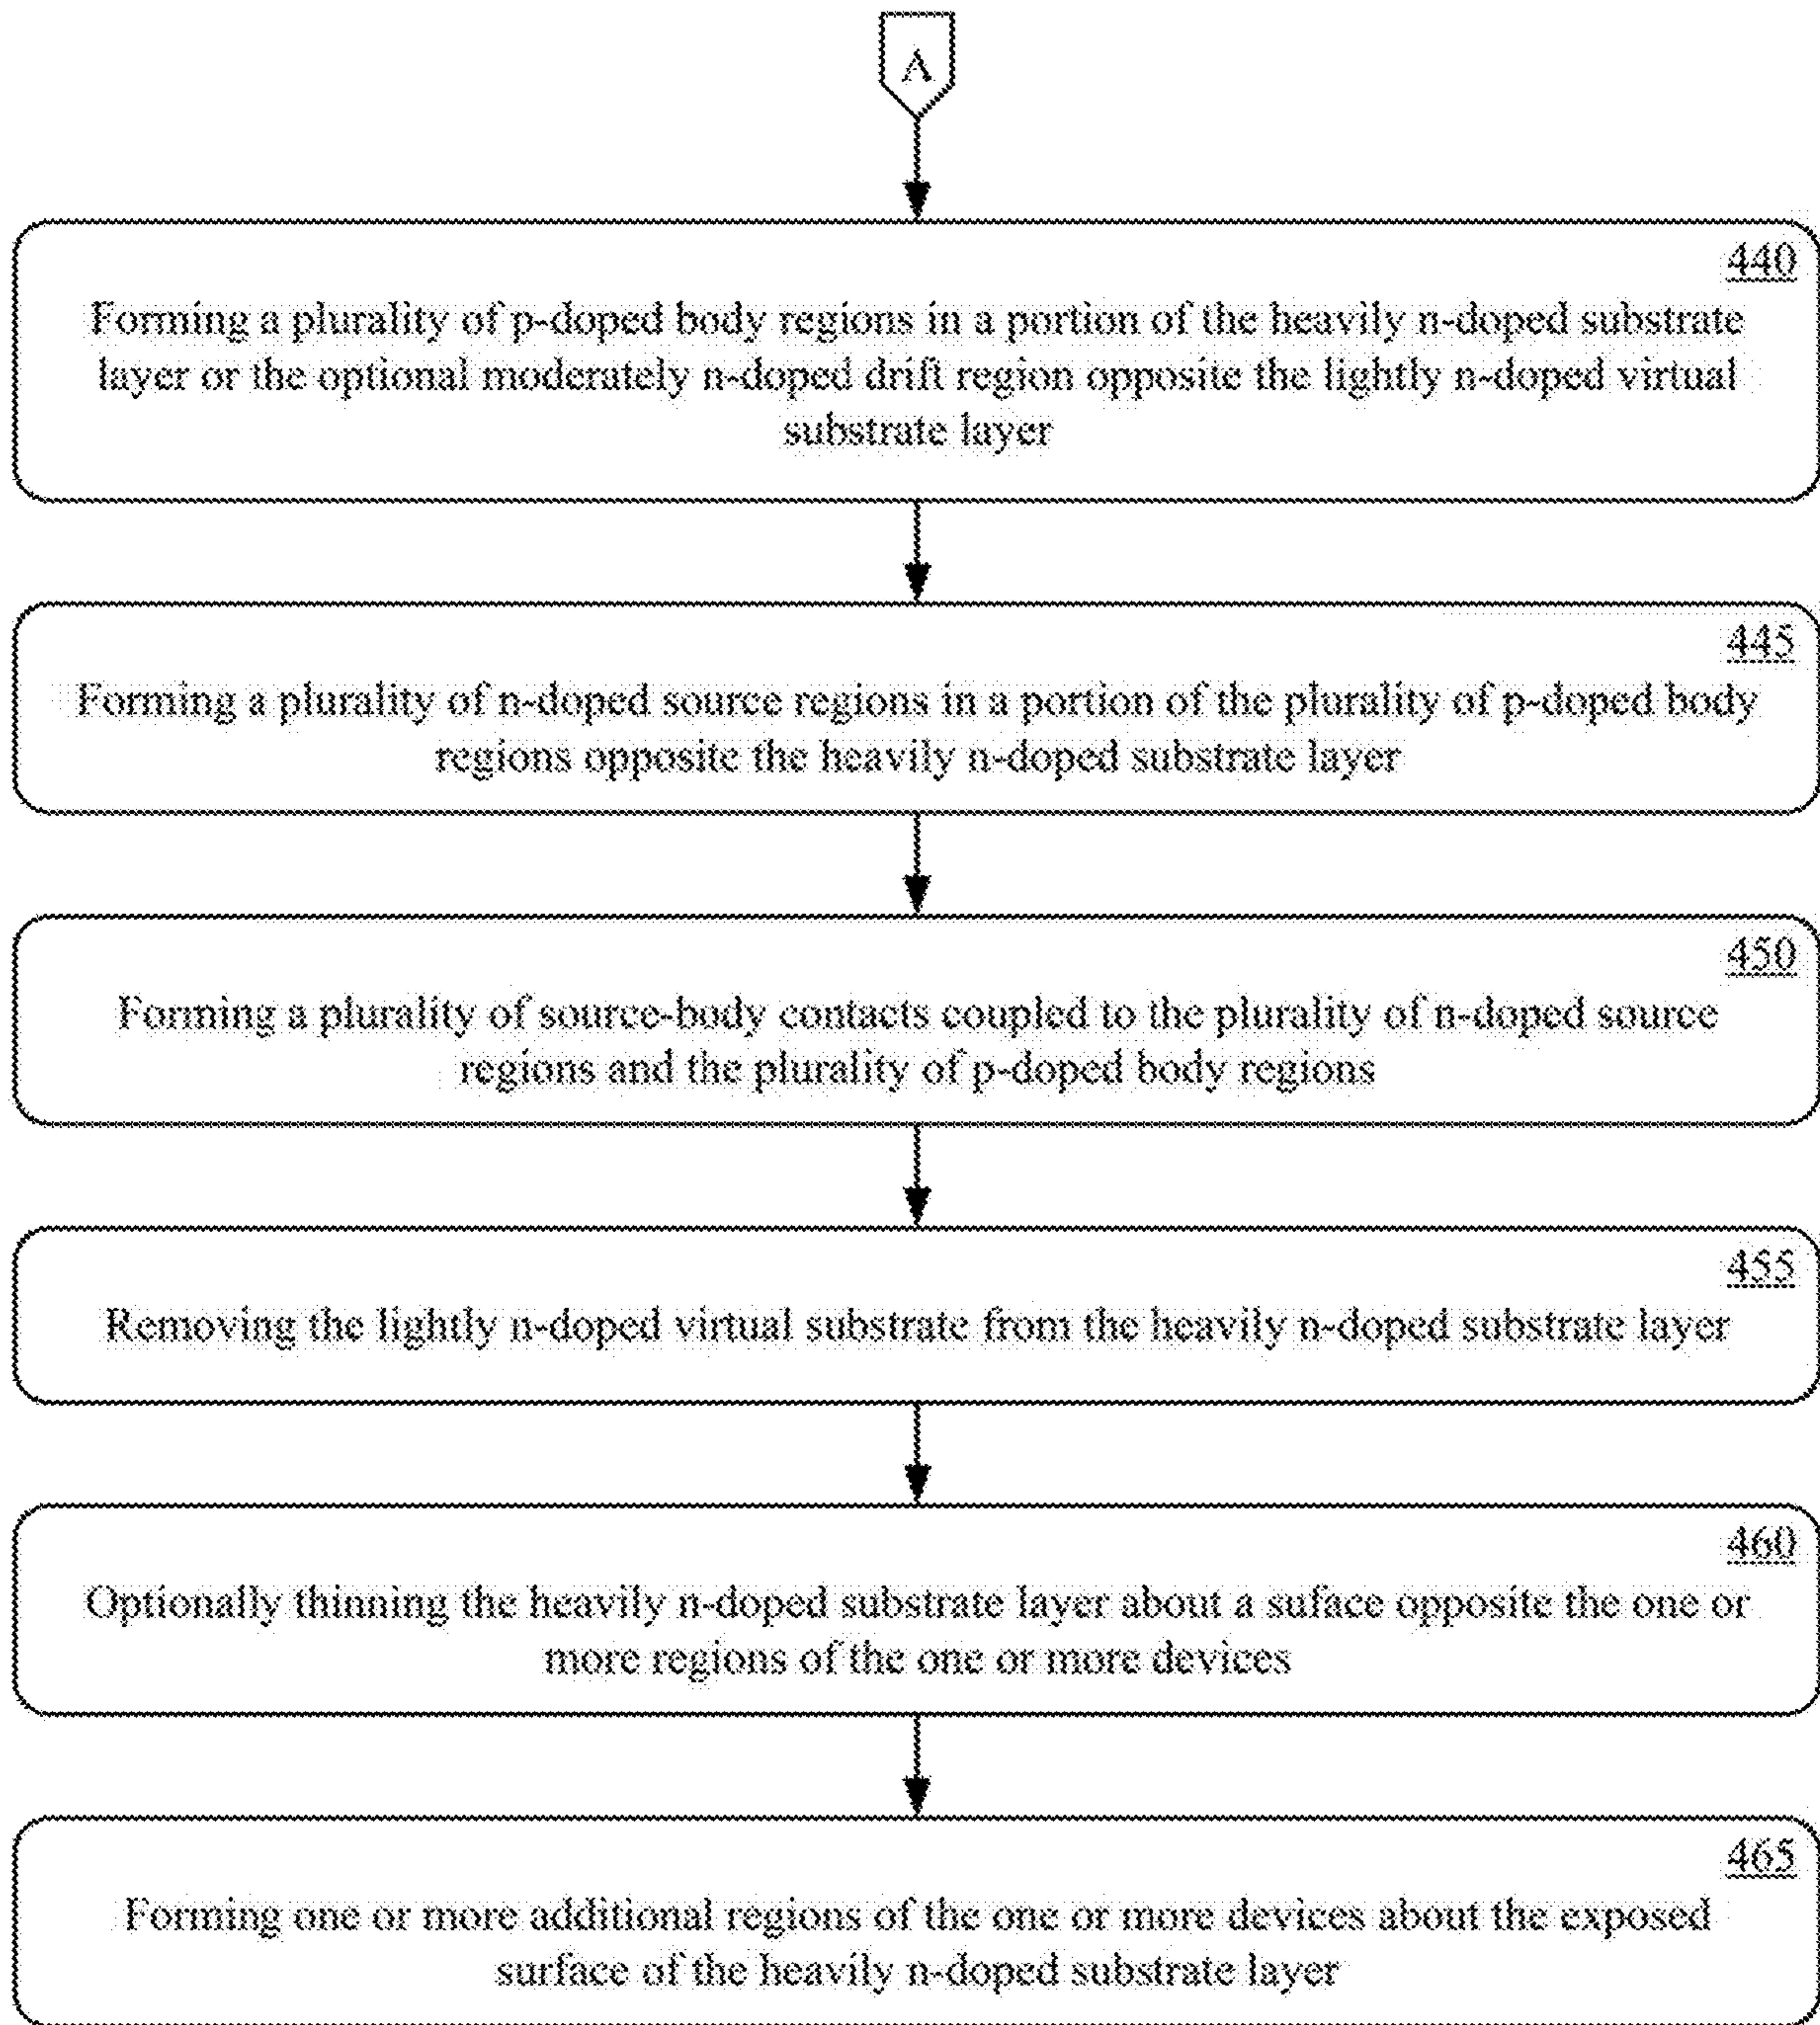 A
440
Forming a plurality of p-doped body regions in a portion of the heavily n-doped substrate
layer or the optional moderately n-doped drift region opposite the lightly n-doped virtual
substrate layer
445
Forming a plurality of n-doped source regions in a portion of the plurality of p-doped body
regions opposite the heavily n-doped substrate layer
450
Forming a plurality of source-body contacts coupled to the plurality of n-doped source
regions and the plurality of p-doped body regions
455
Removing the lightly n-doped virtual substrate from the heavily n-doped substrate layer
460
Optionally thinning the heavily n-doped substrate layer about a suface opposite the one or
more regions of the one or more devices
465
Forming one or more additional regions of the one or more devices about the exposed
surface of the heavily n-doped substrate layer